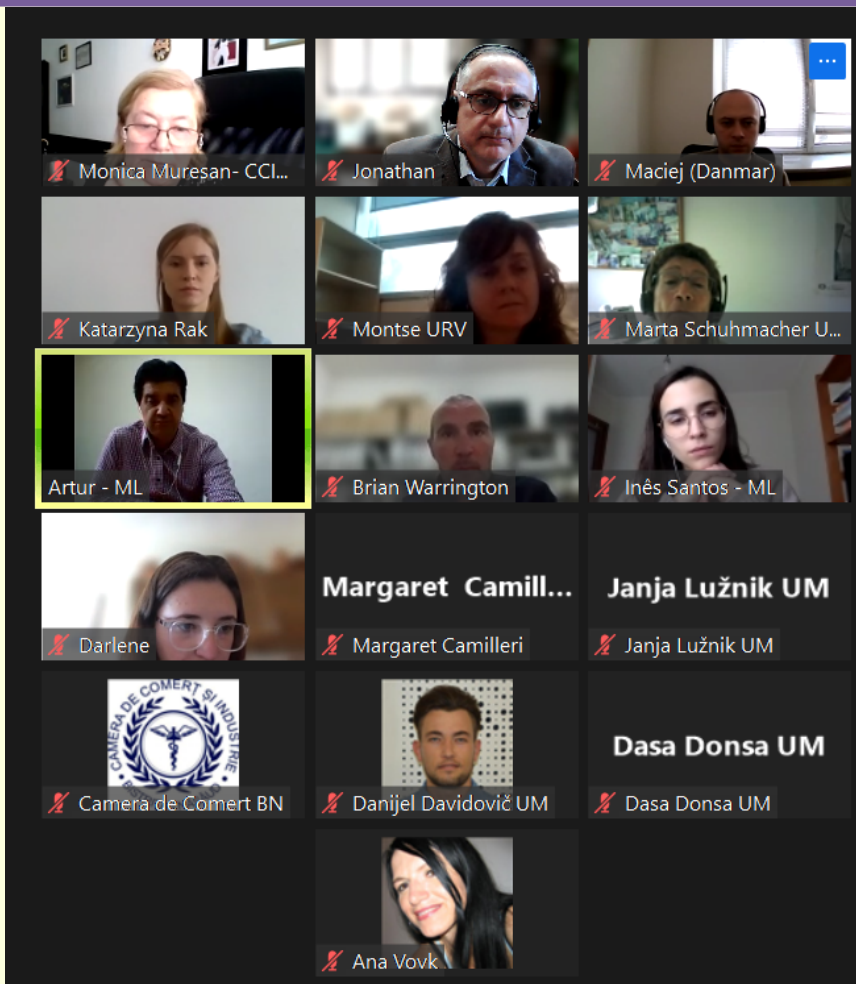 Monica Mureșan- CCI...
Jonathan
Maciej (Danmar)
Katarzyna Rak
Montse URV
Marta Schuhmacher U...
Artur - ML
Brian Warrington
Inês Santos - ML
Darlene
Margaret Camill...
Margaret Camilleri
Janja Lužnik UM
Janja Lužnik UM
CAMERA DE COMERT ȘI INDUSTRIE
Camera de Comert BN
Danijel Davidovič UM
Dasa Donsa UM
Dasa Donsa UM
Ana Vovk